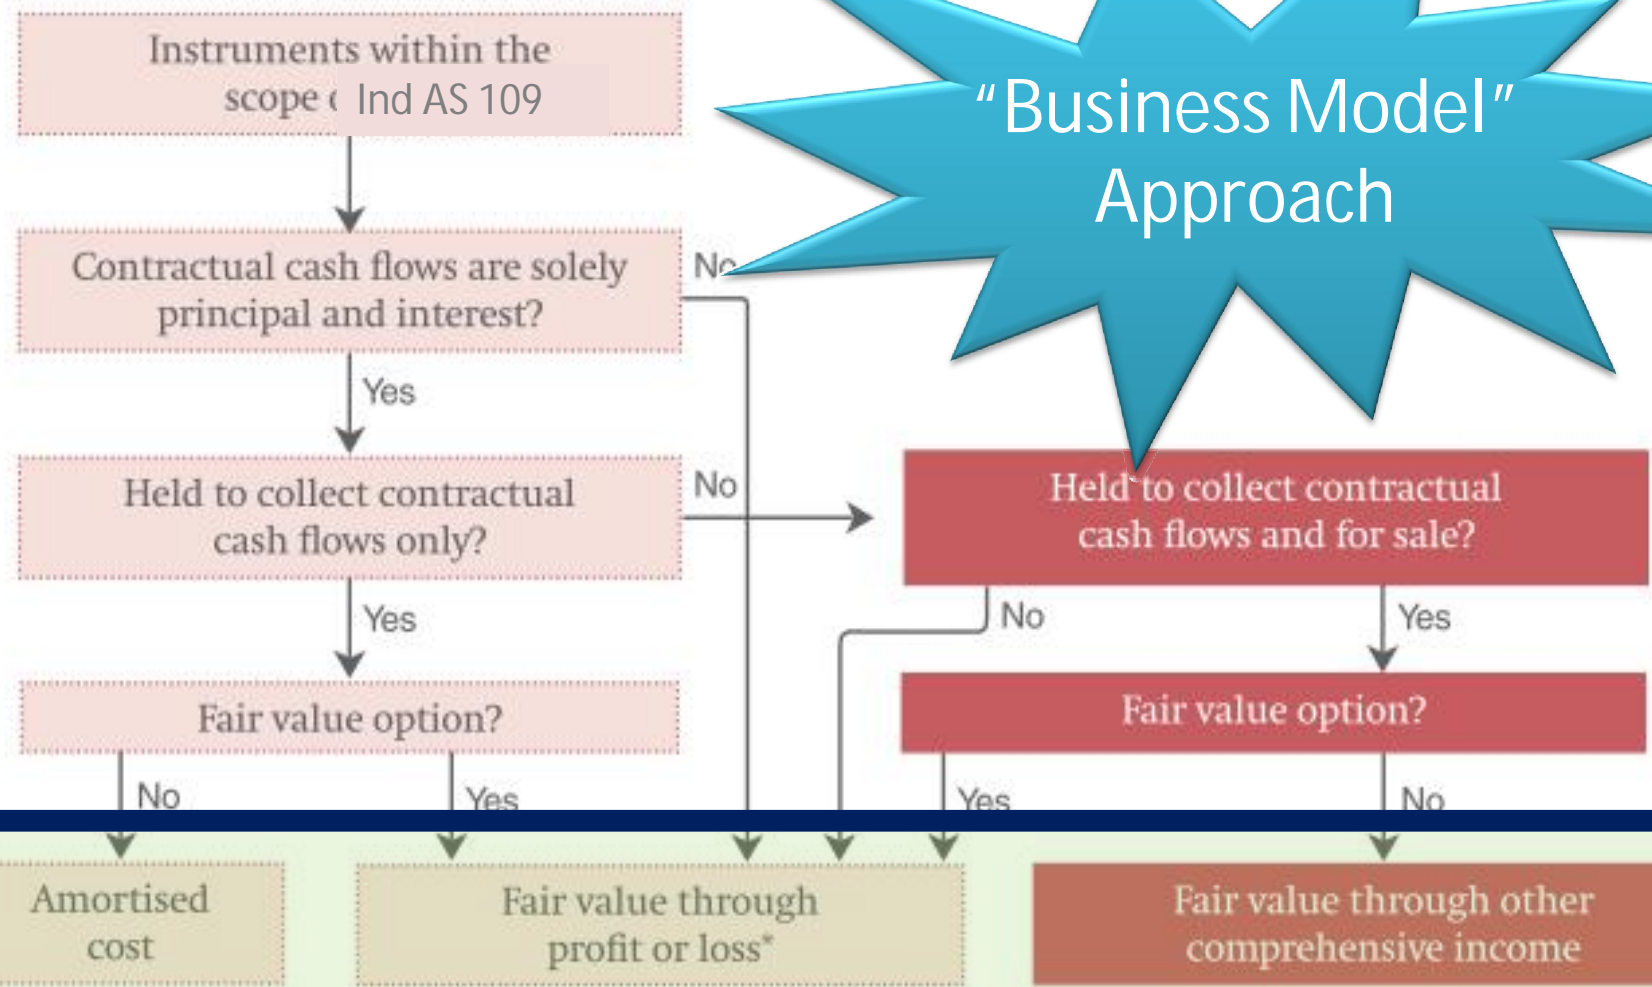 Instruments within the
scope Ind AS 109
"Business Model"
Approach
Contractual cash flows are solely
principal and interest?
No
Yes
Held to collect contractual
cash flows only?
No
Held to collect contractual
cash flows and for sale?
Yes
No
Yes
Fair value option?
Fair value option?
No
Yes
Yes
No
Amortised
cost
Fair value through
profit or loss*
Fair value through other
comprehensive income